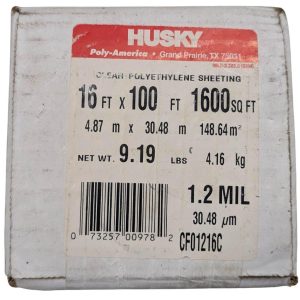 HUSKY
Poly-America • Grand Prairie, TX 75051
CLEAR POLYETHYLENE SHEETING
16 FT X 100 FT 1600 SQ FT
4.87 m x 30.48 m 148.64 m²
NET WT. 9.19 LBS 4.16 kg
1.2 MIL
30.48 µm
0 73257 00978 2
CF01216C